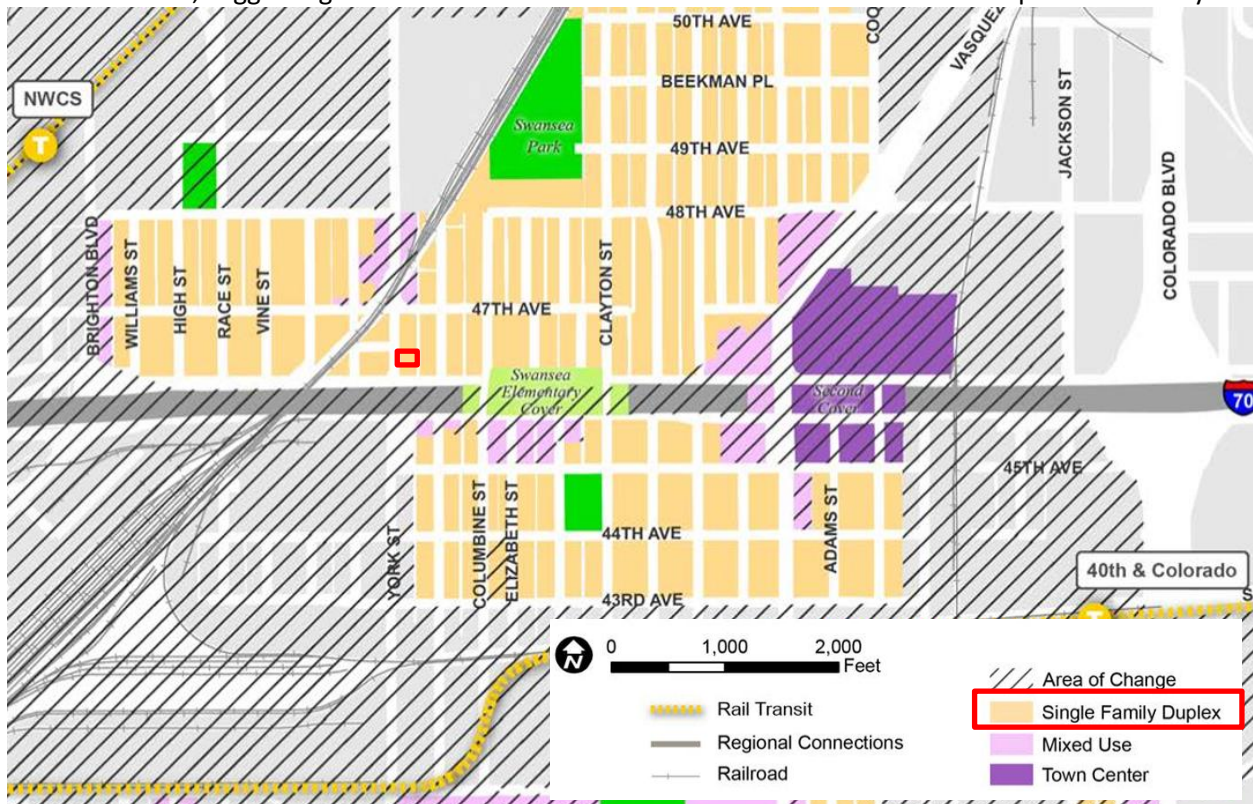 50TH AVE
COQ
VASQUEZ
BEEKMAN PL
NWCS
T
JACKSON ST
Swansea
Park
49TH AVE
COLORADO BLVD
48TH AVE
BRIGHTON BLVD
WILLIAMS ST
HIGH ST
RACE ST
VINE ST
CLAYTON ST
47TH AVE
Swansea
Elementary
Cover
Second
Cover
70
45TH AVE
YORK ST
COLUMBINE ST
ELIZABETH ST
44TH AVE
ADAMS ST
40th & Colorado
43RD AVE
S
T
N
0 1,000 2,000
Feet
Area of Change
Rail Transit
Single Family Duplex
Regional Connections
Mixed Use
Railroad
Town Center